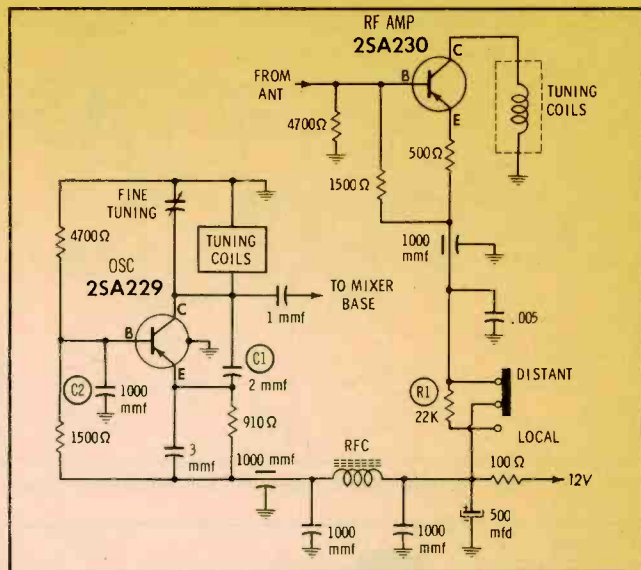 RF AMP
2SA230
C
FROM
ANT
B
E
TUNING
COILS
4700Ω
500Ω
1500Ω
FINE
TUNING
4700Ω
TUNING
COILS
1000
mmf
OSC
2SA229
TO MIXER
BASE
1 mmf
C
B
E
.005
C1
2 mmf
C2
1000
mmf
DISTANT
R1
22K
910Ω
LOCAL
1500Ω
3
mmf
1000
mmf
RFC
100Ω
12V
1000
mmf
1000
mmf
500
mfd